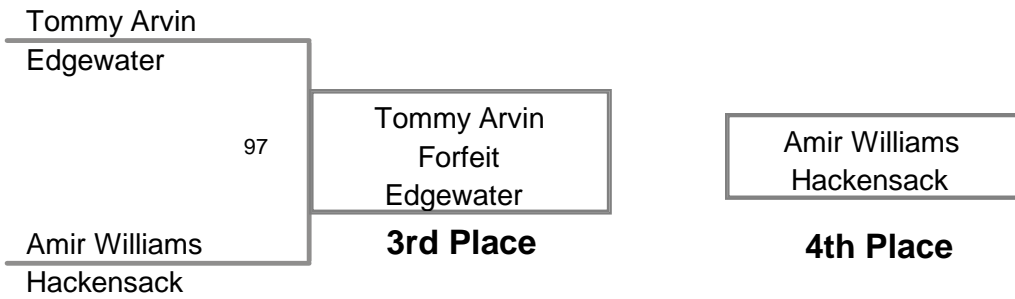 Tommy Arvin
Edgewater
97
Amir Williams
Hackensack
Tommy Arvin
Forfeit
Edgewater
3rd Place
Amir Williams
Hackensack
4th Place